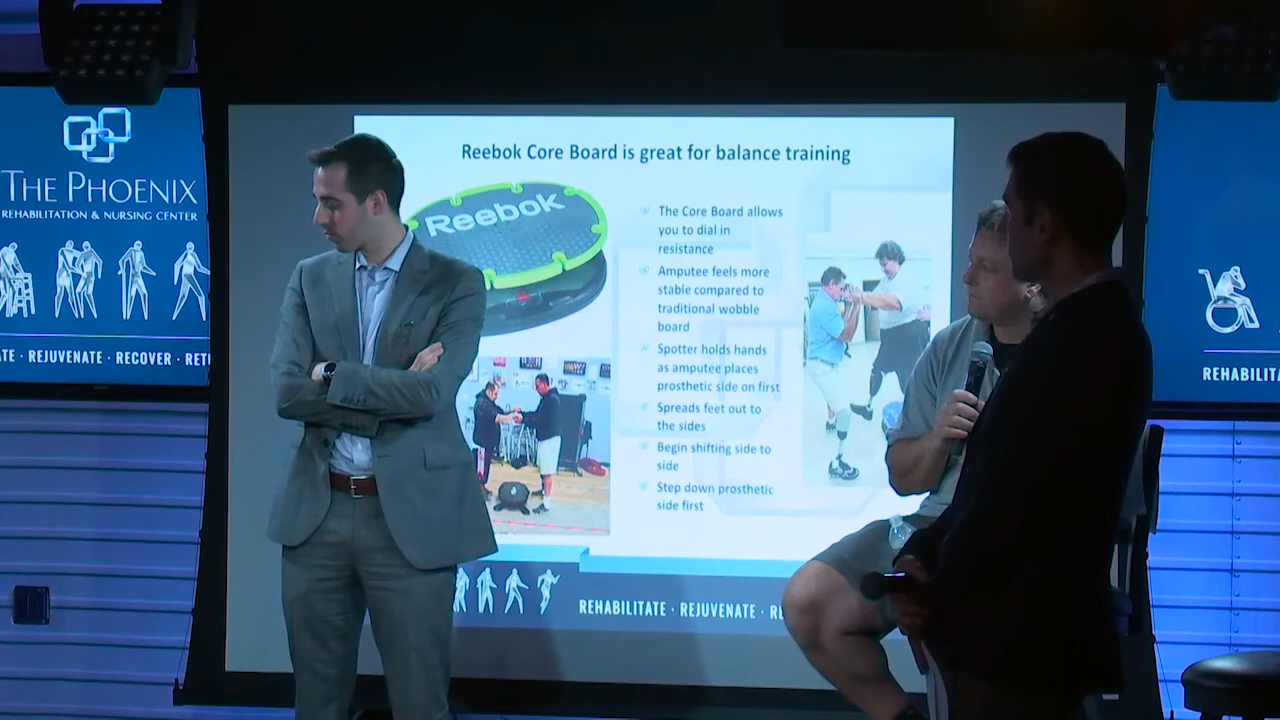 THE PHOENIX
REHABILITATION & NURSING CENTER
ATE · REJUVENATE · RECOVER · RET
Reebok Core Board is great for balance training
Reebok
The Core Board allows
you to dial in
resistance
Amputee feels more
stable compared to
traditional wobble
board
Spotter holds hands
as amputee places
prosthetic side on first
Spreads feet out to
the sides
Begin shifting side to
side
Step down prosthetic
side first
REHABILITATE · REJUVENATE · RE
REHABILITA